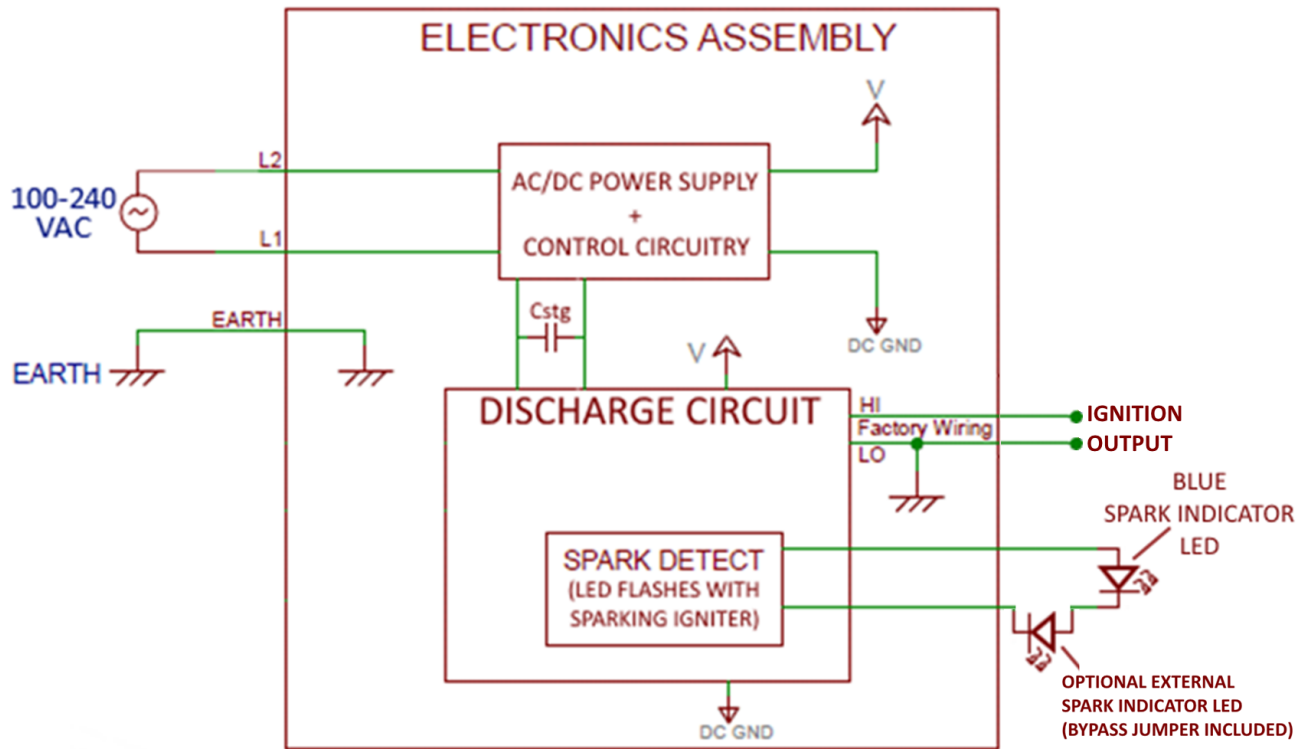 ELECTRONICS ASSEMBLY
V
L2
100-240
VAC
AC/DC POWER SUPPLY
+
CONTROL CIRCUITRY
L1
Cstg
EARTH
DC GND
V
EARTH
DISCHARGE CIRCUIT
HI
IGNITION
Factory Wiring
OUTPUT
LO
BLUE
SPARK INDICATOR
LED
SPARK DETECT
(LED FLASHES WITH
SPARKING IGNITER)
OPTIONAL EXTERNAL
SPARK INDICATOR LED
(BYPASS JUMPER INCLUDED)
DC GND